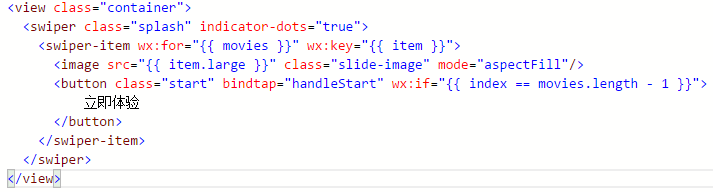 <view class="container">
  <swiper class="splash" indicator-dots="true">
    <swiper-item wx:for="{{ movies }}" wx:key="{{ item }}">
      <image src="{{ item.large }}" class="slide-image" mode="aspectFill"/>
      <button class="start" bindtap="handleStart" wx:if="{{ index == movies.length - 1 }}">
          立即体验
      </button>
    </swiper-item>
  </swiper>
</view>